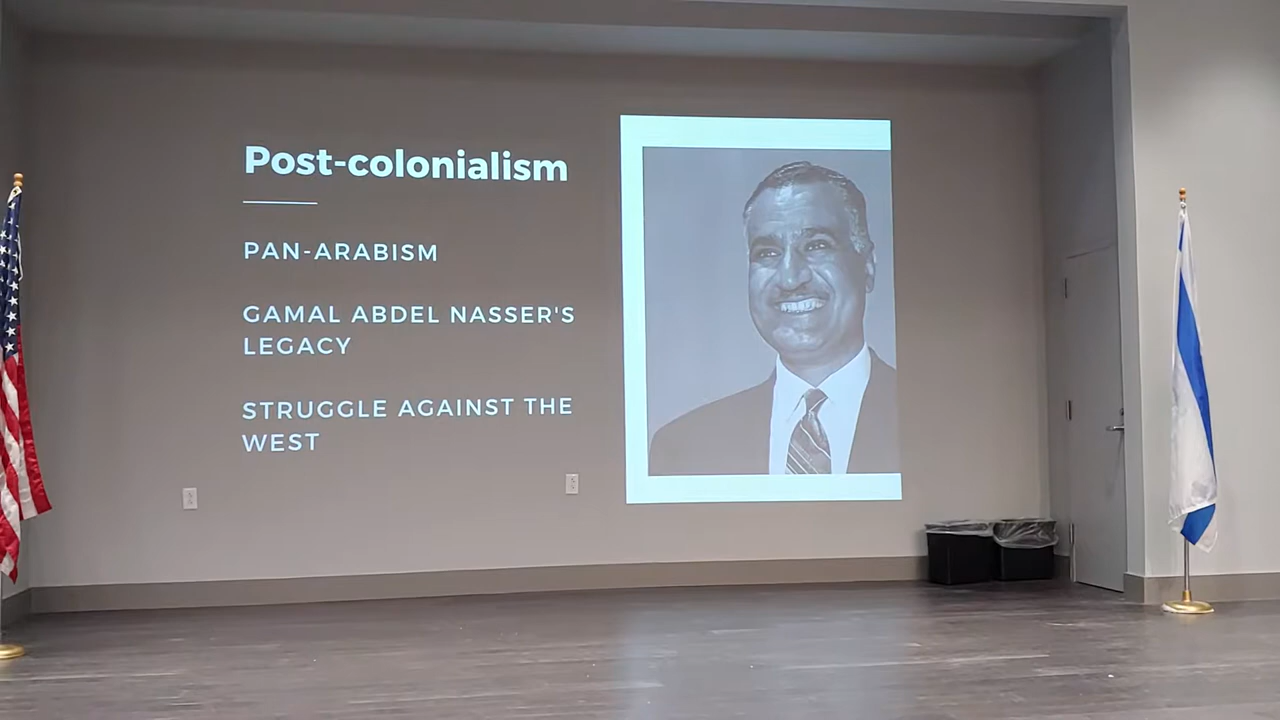 Post-colonialism
PAN-ARABISM
GAMAL ABDEL NASSER'S
LEGACY
STRUGGLE AGAINST THE
WEST